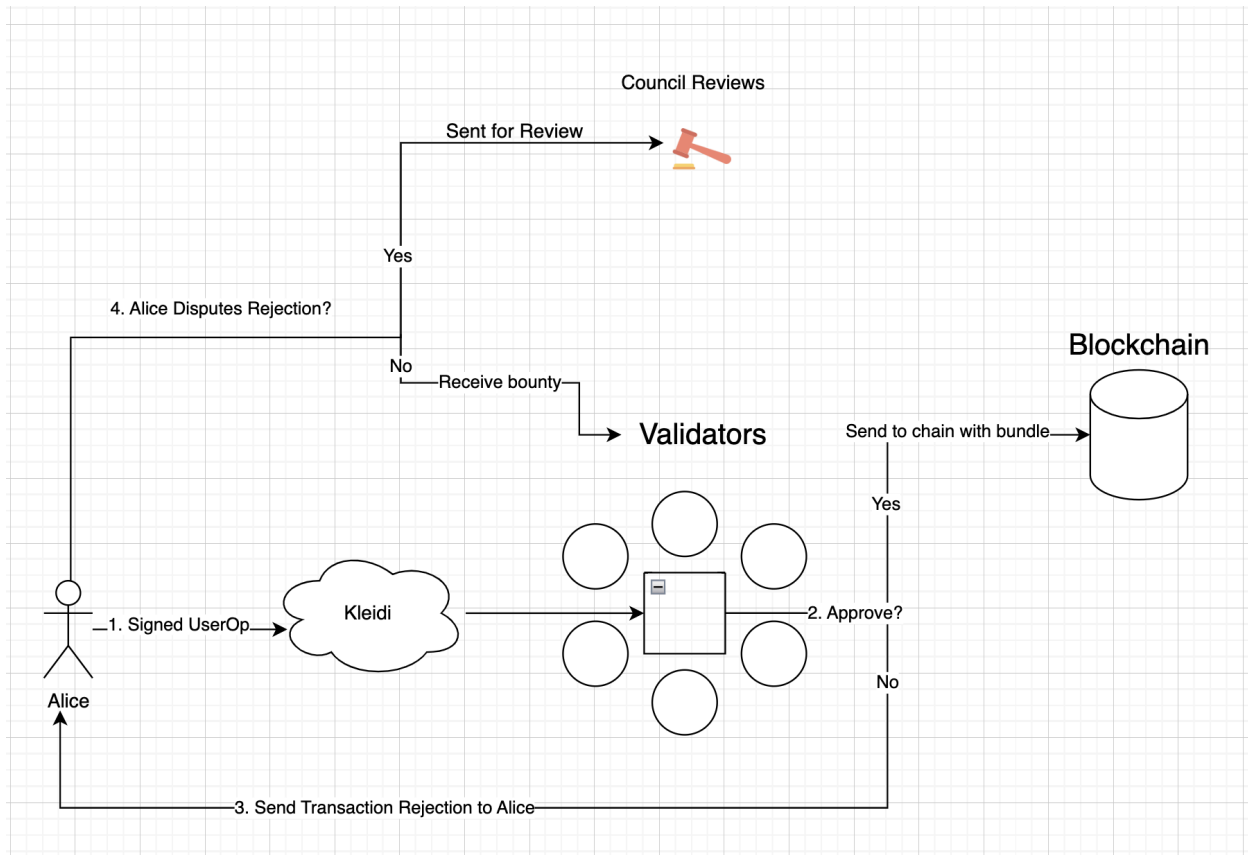 Council Reviews
Sent for Review
Yes
4. Alice Disputes Rejection?
No
Receive bounty
Blockchain
Validators
Send to chain with bundle
Yes
Kleidi
2. Approve?
1. Signed UserOp
No
Alice
3. Send Transaction Rejection to Alice